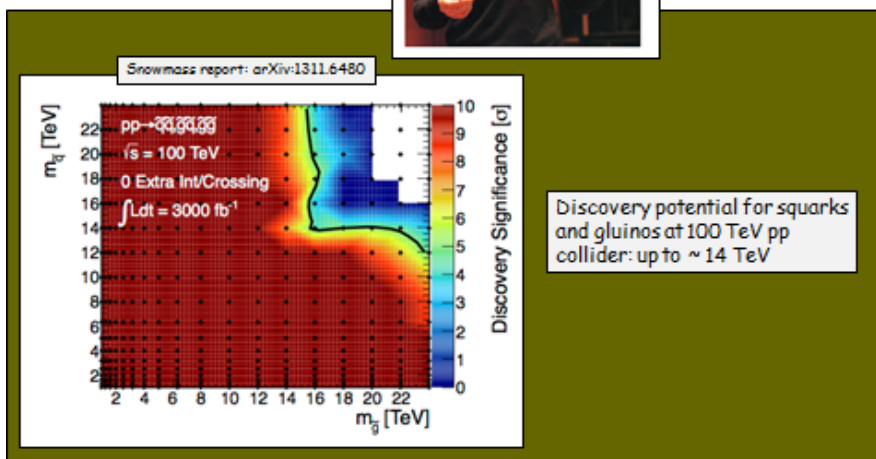 Snowmass report: arXiv:1311.6480
m_q̃ [TeV]
pp→q̃q̃,q̃g̃,g̃g̃
√s = 100 TeV
0 Extra Int/Crossing
∫Ldt = 3000 fb⁻¹
22
20
18
16
14
12
10
8
6
4
2
2 4 6 8 10 12 14 16 18 20 22
m_g̃ [TeV]
10
9
8
7
6
5
4
3
2
1
0
Discovery Significance [σ]
Discovery potential for squarks
and gluinos at 100 TeV pp
collider: up to ~ 14 TeV